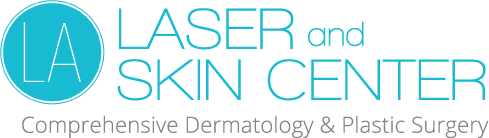 LA
LASER and
SKIN CENTER
Comprehensive Dermatology & Plastic Surgery